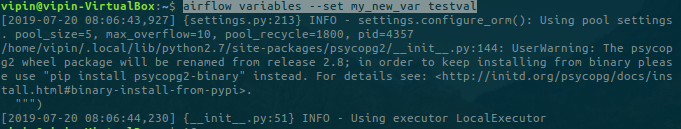 vipin@vipin-VirtualBox:~$ airflow variables --set my_new_var testval
[2019-07-20 08:06:43,927] {settings.py:213} INFO - settings.configure_orm(): Using pool settings
. pool_size=5, max_overflow=10, pool_recycle=1800, pid=4357
/home/vipin/.local/lib/python2.7/site-packages/psycopg2/__init__.py:144: UserWarning: The psycop
g2 wheel package will be renamed from release 2.8; in order to keep installing from binary pleas
e use "pip install psycopg2-binary" instead. For details see: <http://initd.org/psycopg/docs/ins
tall.html#binary-install-from-pypi>.
""")
[2019-07-20 08:06:44,230] {__init__.py:51} INFO - Using executor LocalExecutor